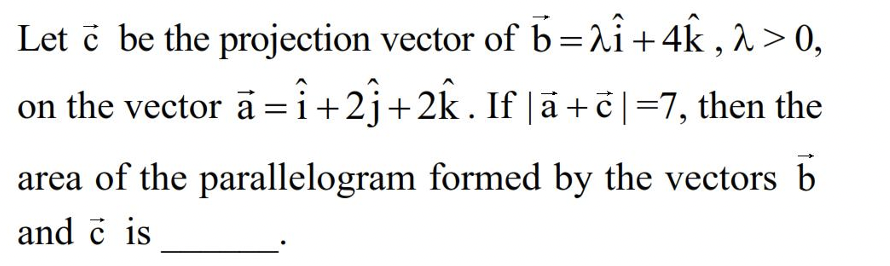 Let c⃗ be the projection vector of b⃗ = λî + 4k̂ , λ > 0,
on the vector a⃗ = î + 2ĵ + 2k̂ . If | a⃗ + c⃗ | =7, then the
area of the parallelogram formed by the vectors b⃗
and c⃗ is ______.